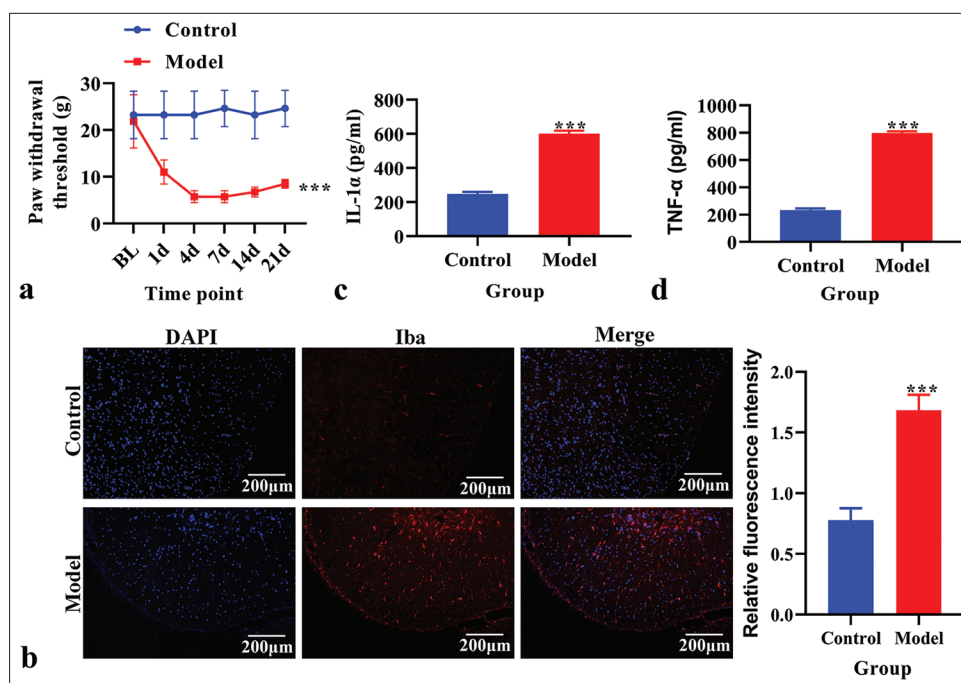 Control
Model
Paw withdrawal
threshold (g)
30
20
10
0
***
BL
1d
4d
7d
14d
21d
Time point
a
IL-1α (pg/ml)
800
600
400
200
0
***
Control
Model
Group
c
TNF-α (pg/ml)
1000
800
600
400
200
0
***
Control
Model
Group
d
DAPI
Iba
Merge
Control
200μm
200μm
200μm
Model
200μm
200μm
200μm
b
Relative fluorescence intensity
2.0
1.5
1.0
0.5
0.0
***
Control
Model
Group